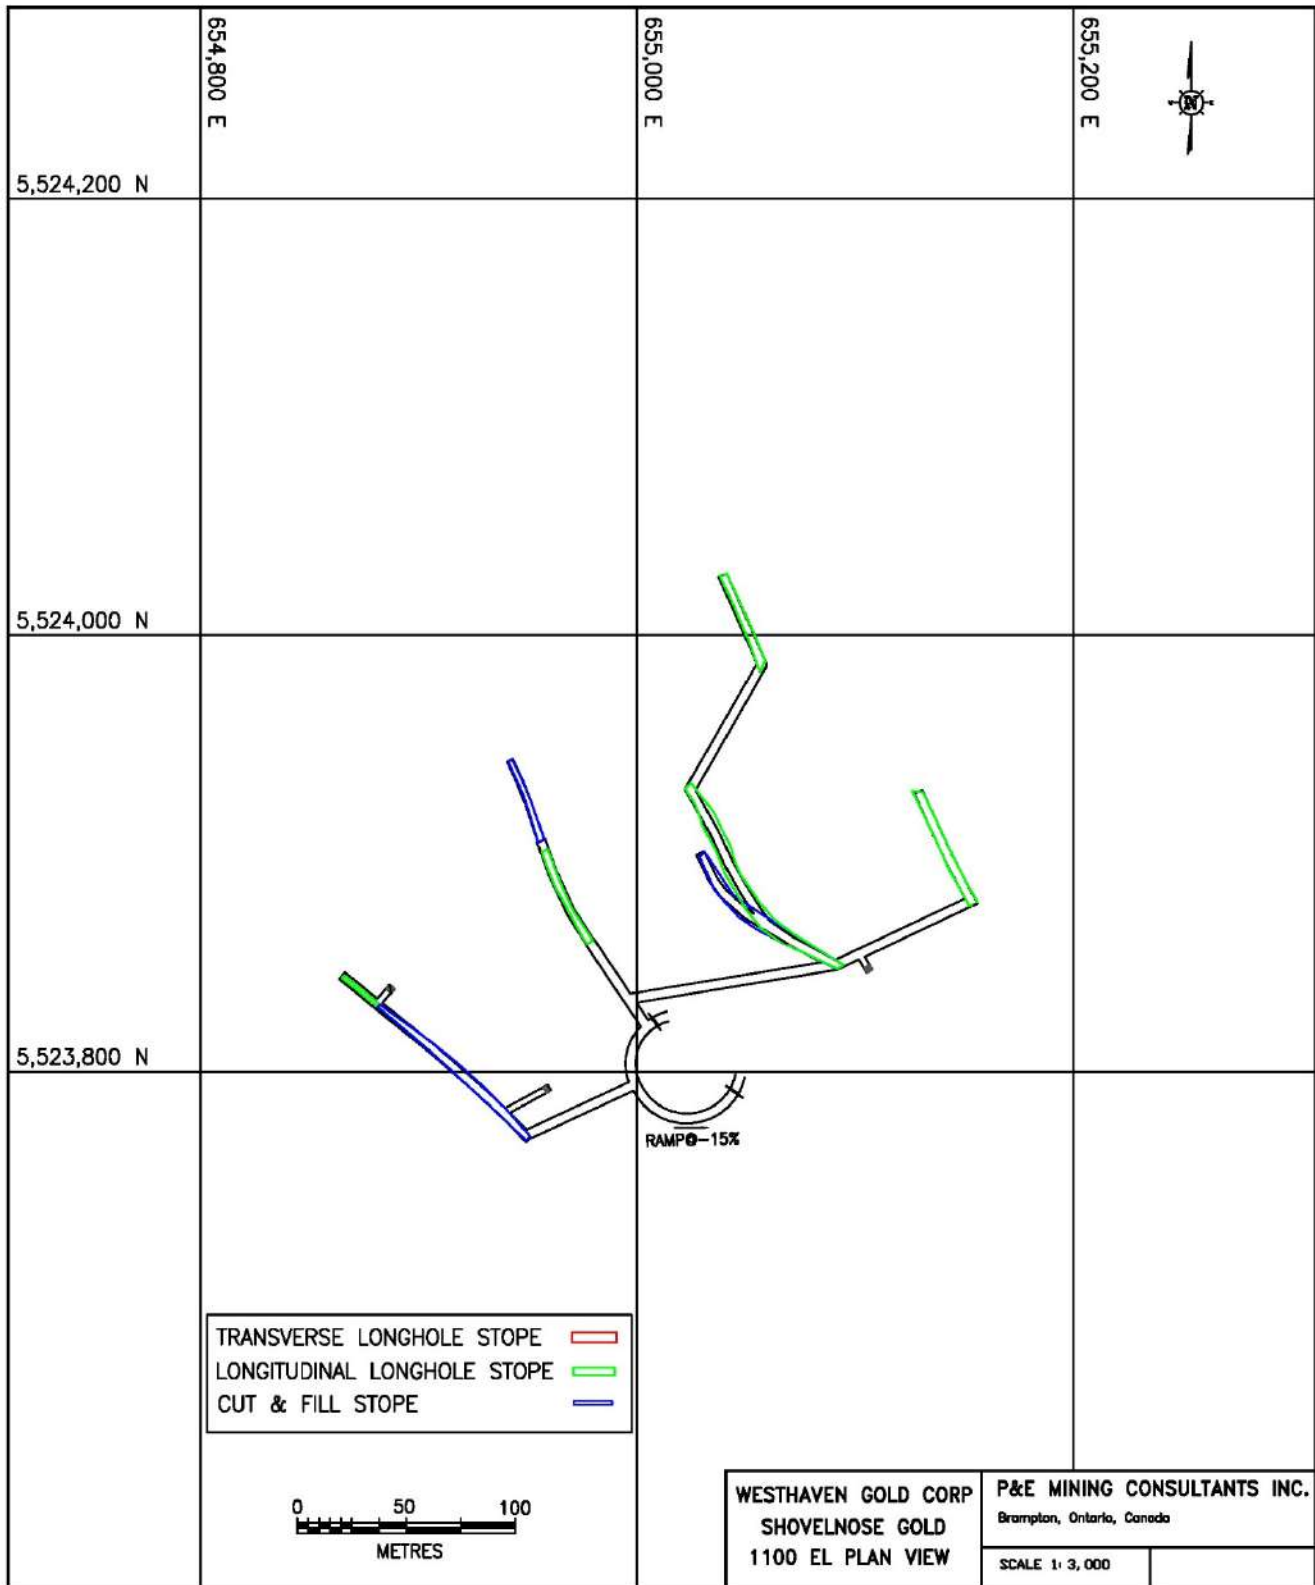 654,800 E
655,000 E
655,200 E
N
5,524,200 N
5,524,000 N
5,523,800 N
RAMP@-15%
TRANSVERSE LONGHOLE STOPE
LONGITUDINAL LONGHOLE STOPE
CUT & FILL STOPE
0 50 100
METRES
WESTHAVEN GOLD CORP
SHOVELNOSE GOLD
1100 EL PLAN VIEW
P&E MINING CONSULTANTS INC.
Brampton, Ontario, Canada
SCALE 1:3,000